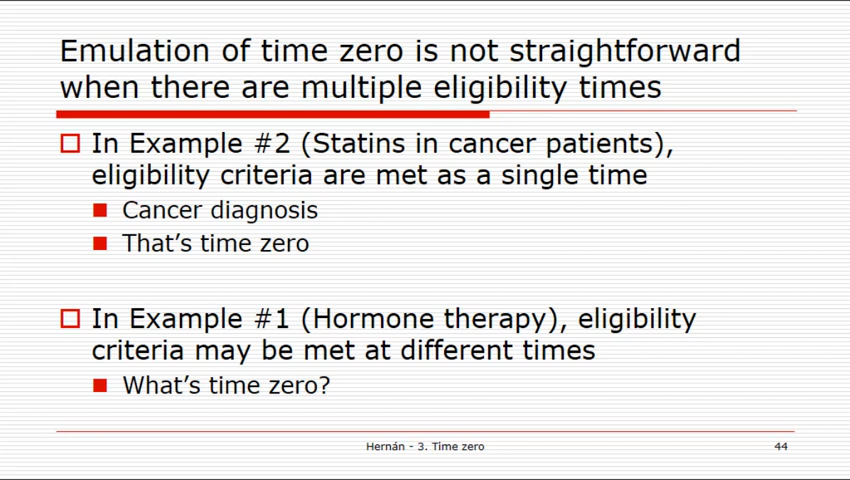 Emulation of time zero is not straightforward
when there are multiple eligibility times
In Example #2 (Statins in cancer patients),
eligibility criteria are met as a single time
Cancer diagnosis
That's time zero
In Example #1 (Hormone therapy), eligibility
criteria may be met at different times
What's time zero?
Hernán - 3. Time zero
44